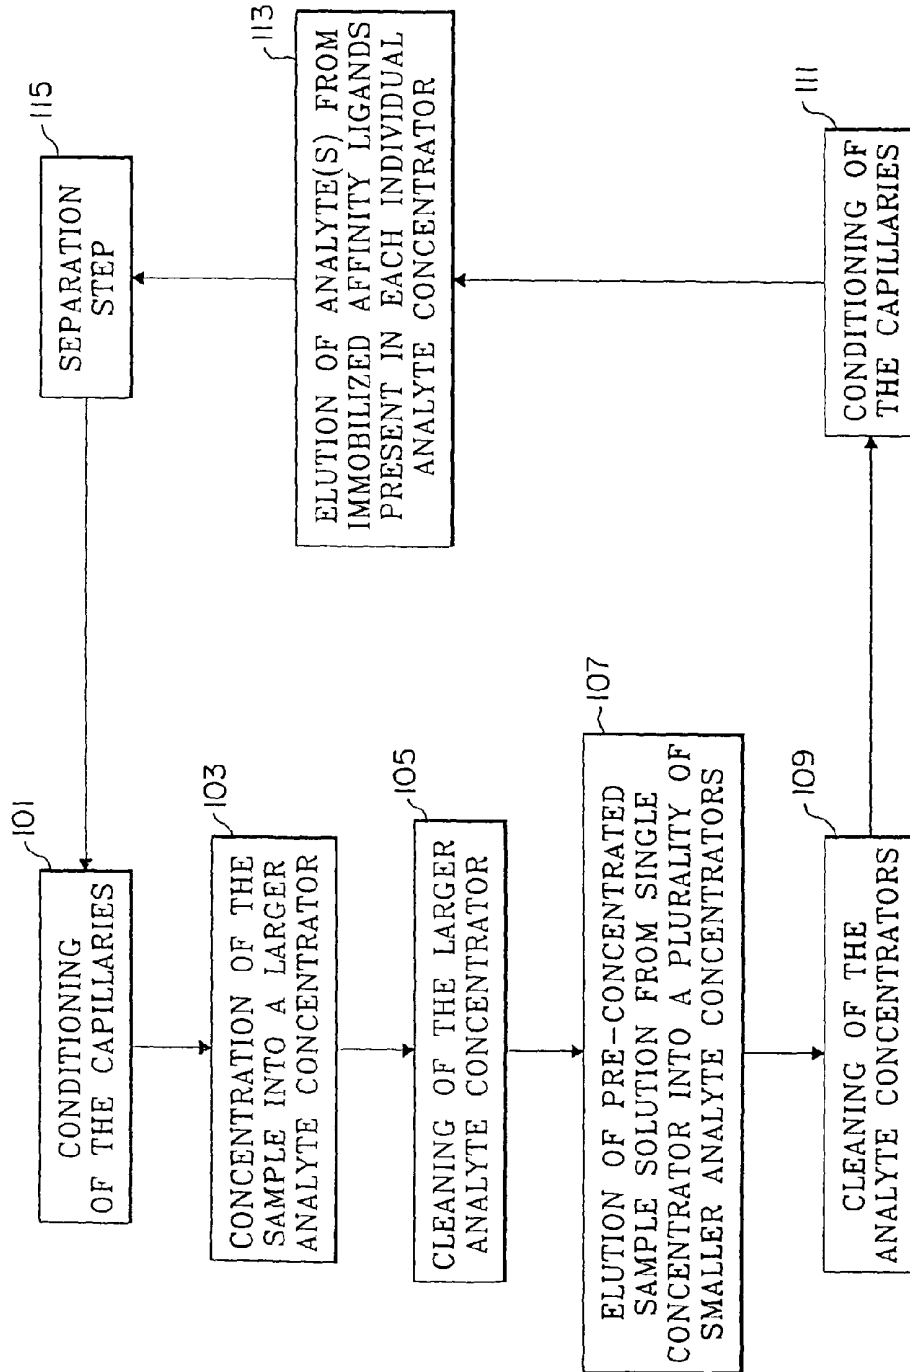 101
CONDITIONING
OF THE CAPILLARIES
103
CONCENTRATION OF THE
SAMPLE INTO A LARGER
ANALYTE CONCENTRATOR
105
CLEANING OF THE LARGER
ANALYTE CONCENTRATOR
107
ELUTION OF PRE-CONCENTRATED
SAMPLE SOLUTION FROM SINGLE
CONCENTRATOR INTO A PLURALITY OF
SMALLER ANALYTE CONCENTRATORS
109
CLEANING OF THE
ANALYTE CONCENTRATORS
111
CONDITIONING OF
THE CAPILLARIES
113
ELUTION OF ANALYTE(S) FROM
IMMOBILIZED AFFINITY LIGANDS
PRESENT IN EACH INDIVIDUAL
ANALYTE CONCENTRATOR
115
SEPARATION
STEP